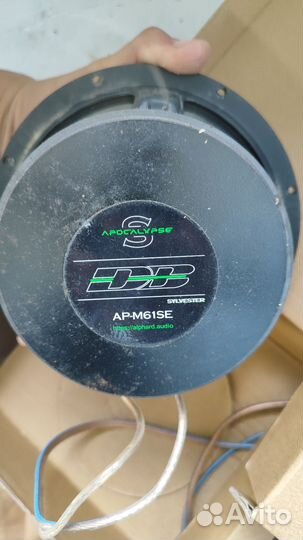 S
APOCALYPSE
DB
SYLVESTER
AP-M61SE
https://alphard.audio
Avito